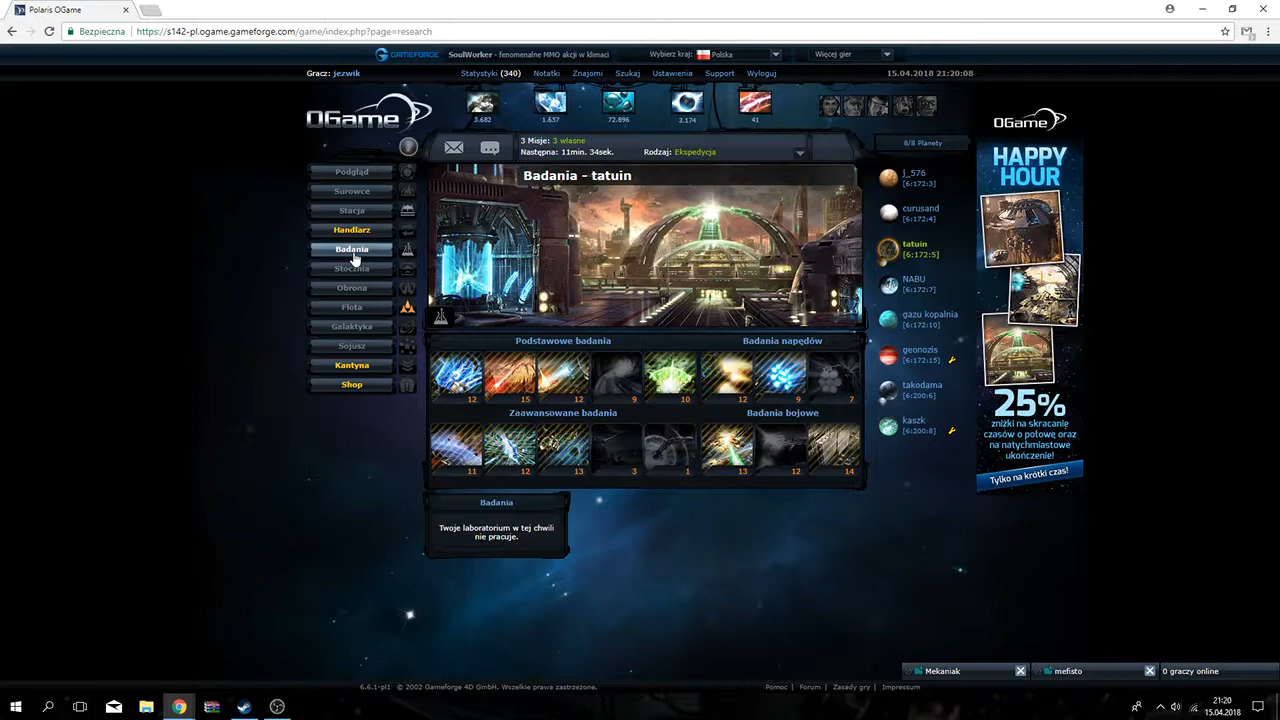 Polaris OGame
Bezpieczna
https://s142-pl.ogame.gameforge.com/game/index.php?page=research
GAMEFORGE
SoulWorker - fenomenalne MMO akcji w klimaci
Wybierz kraj:
Polska
Więcej gier
Gracz: jezwik
Statystyki (340)
Notatki
Znajomi
Szukaj
Ustawienia
Support
Wyloguj
15.04.2018 21:20:08
OGame
3.682
1.637
72.896
3.174
41
3 Misje: 3 własne
Następna: 11min. 34sek.
Rodzaj: Ekspedycja
8/8 Planety
Podgląd
Surowce
Stacja
Handlarz
Badania
Stocznia
Obrona
Flota
Galaktyka
Sojusz
Kantyna
Shop
Badania - tatuin
Podstawowe badania
Badania napędów
12
15
12
9
10
12
9
7
Zaawansowane badania
Badania bojowe
11
12
13
3
1
13
12
14
Badania
Twoje laboratorium w tej chwili
nie pracuje.
j_576
[6:172:3]
curusand
[6:172:4]
tatuin
[6:172:5]
NABU
[6:172:7]
gazu kopalnia
[6:172:10]
geonozis
[6:172:15]
takodama
[6:200:6]
kaszk
[6:200:8]
OGame
HAPPY
HOUR
25%
zniżki na skracanie
czasów o połowę oraz
na natychmiastowe
ukończenie!
Tylko na krótki czas!
Mekaniak
mefisto
0 graczy online
6.6.1-pl1
© 2002 Gameforge 4D GmbH. Wszelkie prawa zastrzeżone.
Pomoc
Forum
Zasady gry
Impressum
21:20
15.04.2018